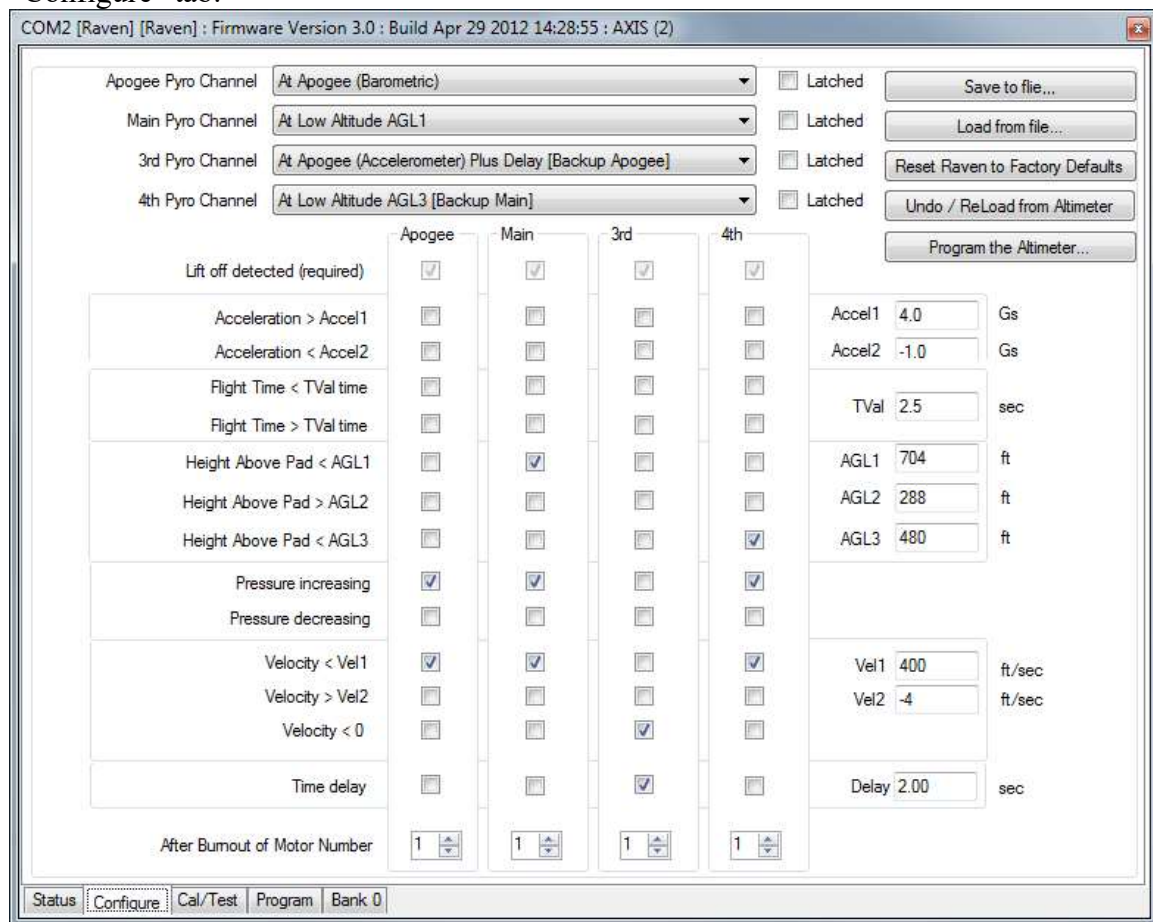 "Configure" tab:
COM2 [Raven] [Raven] : Firmware Version 3.0 : Build Apr 29 2012 14:28:55 : AXIS (2)
Apogee Pyro Channel At Apogee (Barometric) Latched Save to flie,,,
Main Pyro Channel At Low Altitude AGL1 Latched Load from file...
3rd Pyro Channel At Apogee (Accelerometer) Plus Delay [Backup Apogee] Latched Reset Raven to Factory Defaults
4th Pyro Channel At Low Altitude AGL3 [Backup Main] Latched Undo / ReLoad from Altimeter
Program the Altimeter...
Apogee Main 3rd 4th
Lift off detected (required)
Acceleration > Accel1 Accel1 4.0 Gs
Acceleration < Accel2 Accel2 -1.0 Gs
Flight Time < TVal time
TVal 2.5 sec
Flight Time > TVal time
Height Above Pad < AGL1 AGL1 704 ft
Height Above Pad > AGL2 AGL2 288 ft
Height Above Pad < AGL3 AGL3 480 ft
Pressure increasing
Pressure decreasing
Velocity < Vel1 Vel1 400 ft/sec
Velocity > Vel2 Vel2 -4 ft/sec
Velocity < 0
Time delay Delay 2.00 sec
After Burnout of Motor Number 1 1 1 1
Status Configure Cal/Test Program Bank 0